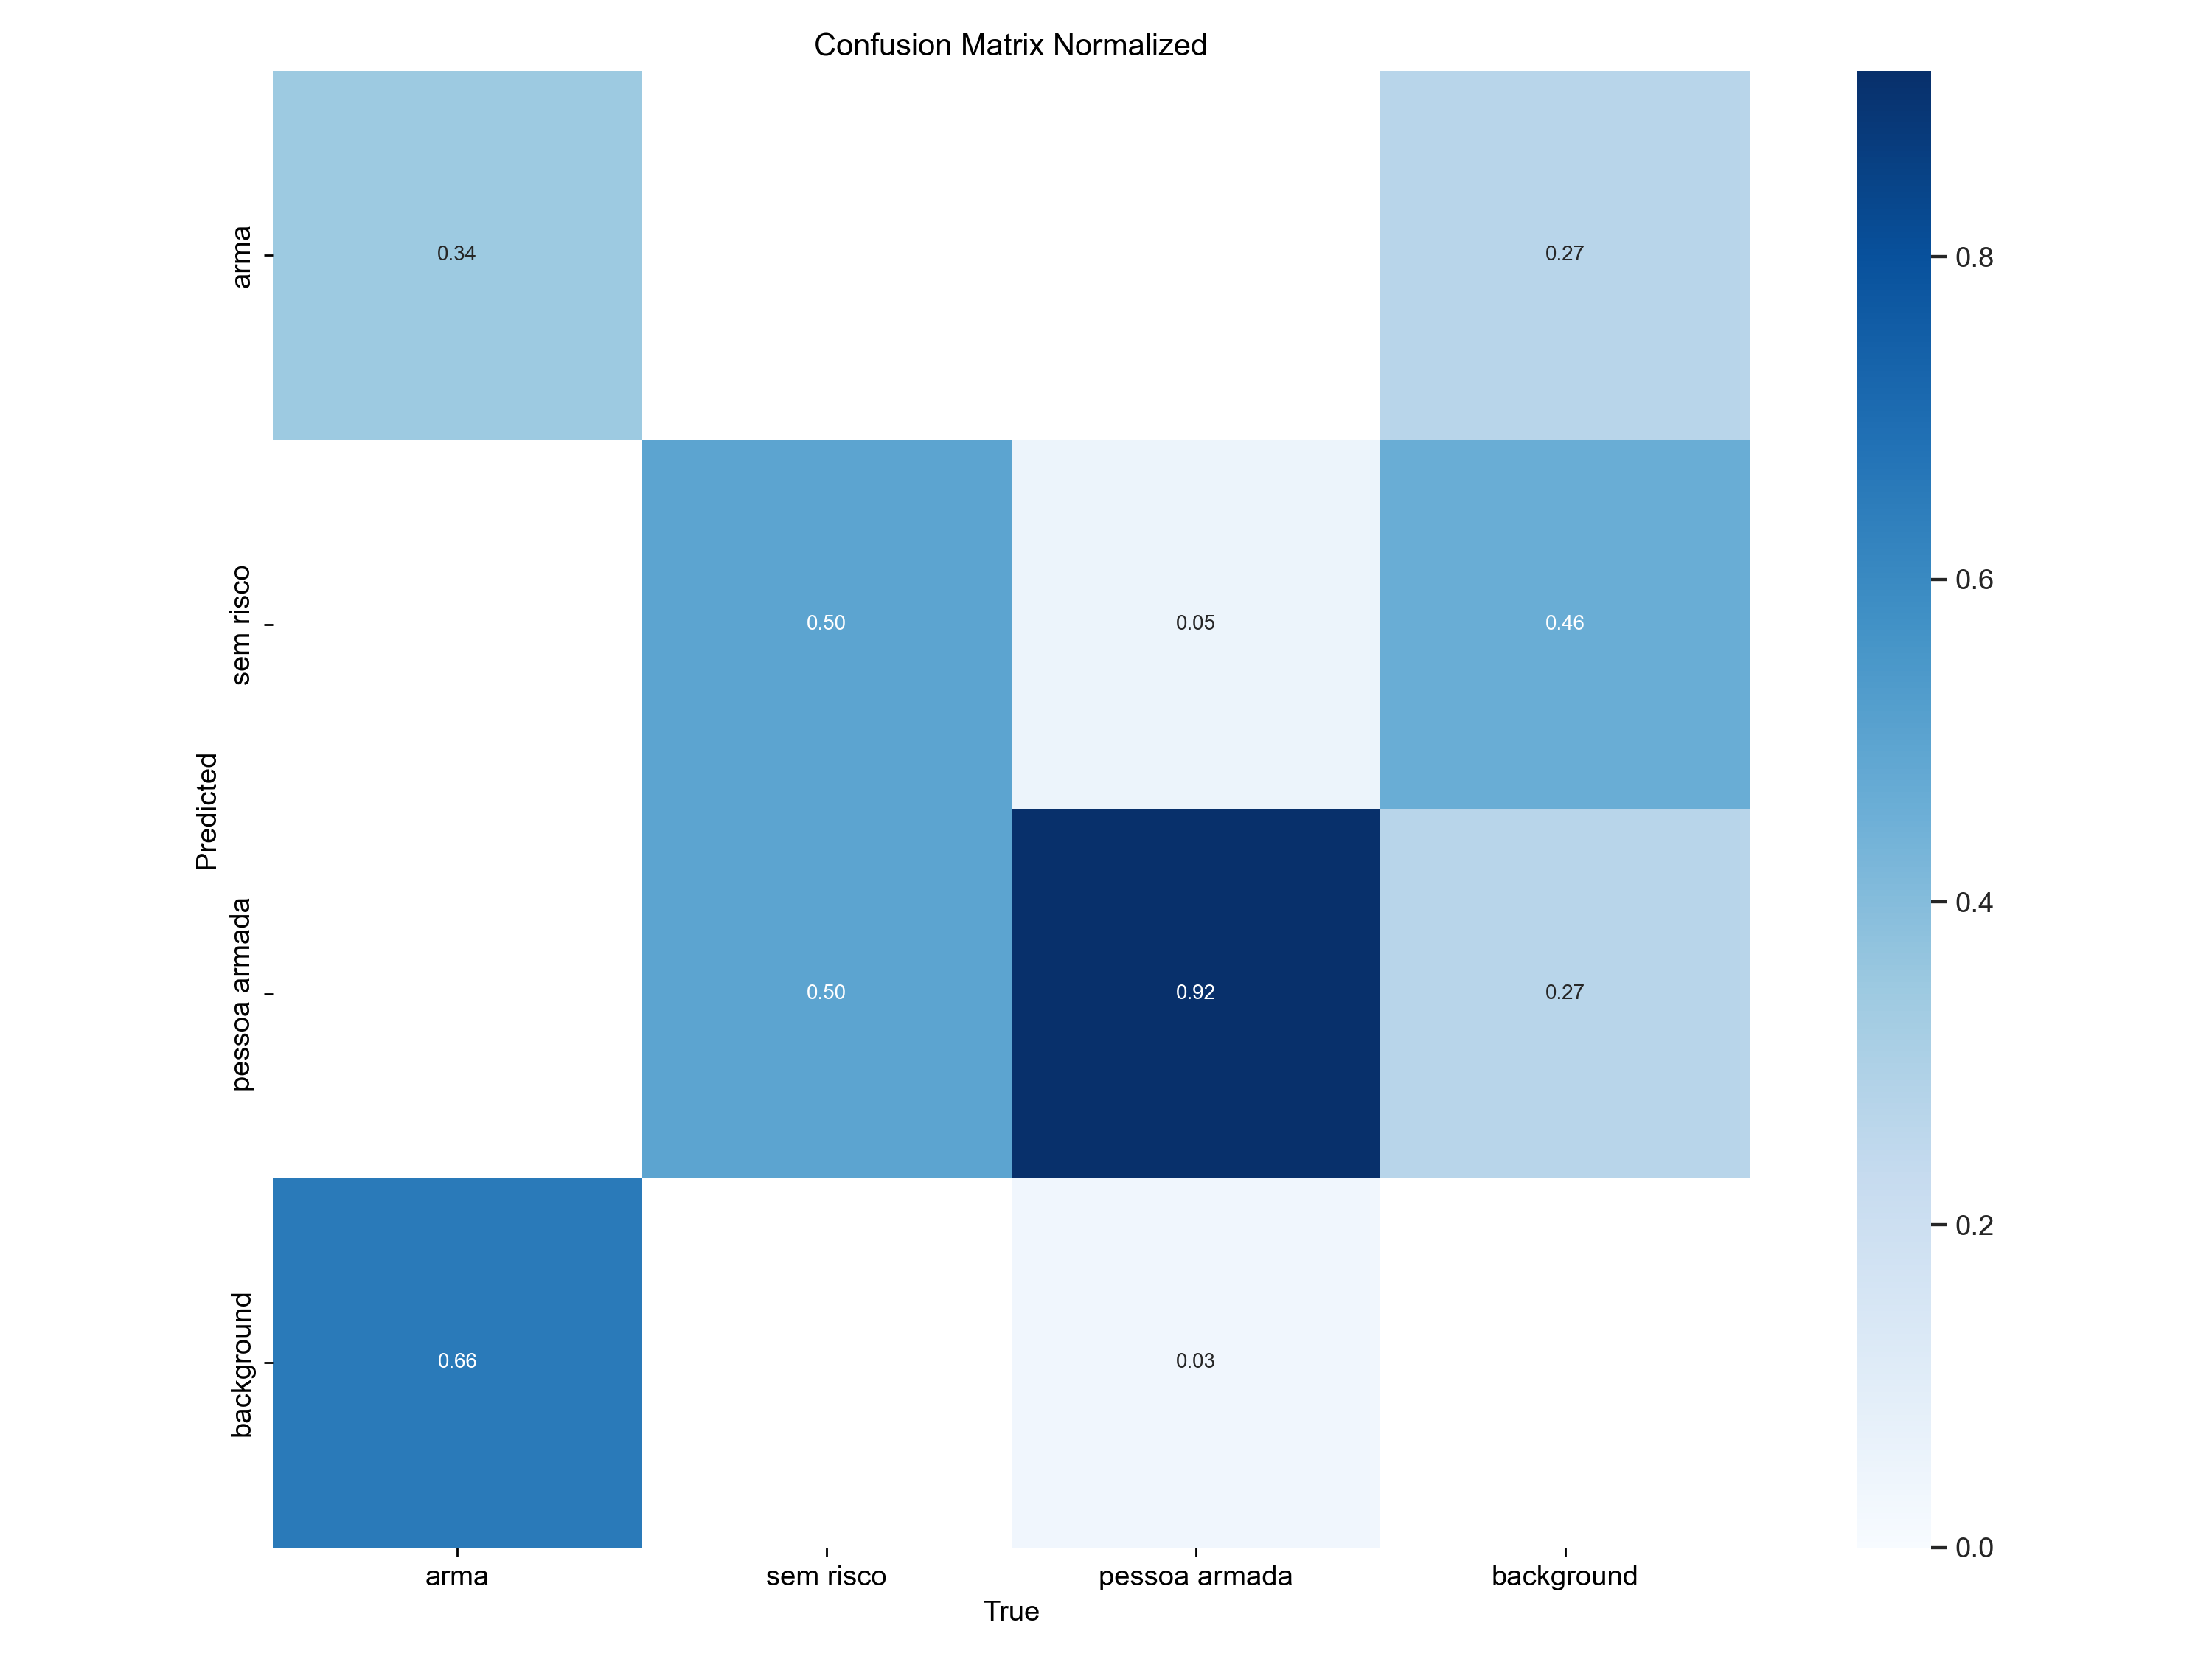 Confusion Matrix Normalized
arma
0.34
0.27
0.8
sem risco
0.50
0.05
0.46
0.6
Predicted
pessoa armada
0.50
0.92
0.27
0.4
background
0.66
0.03
0.2
0.0
arma
sem risco
pessoa armada
background
True